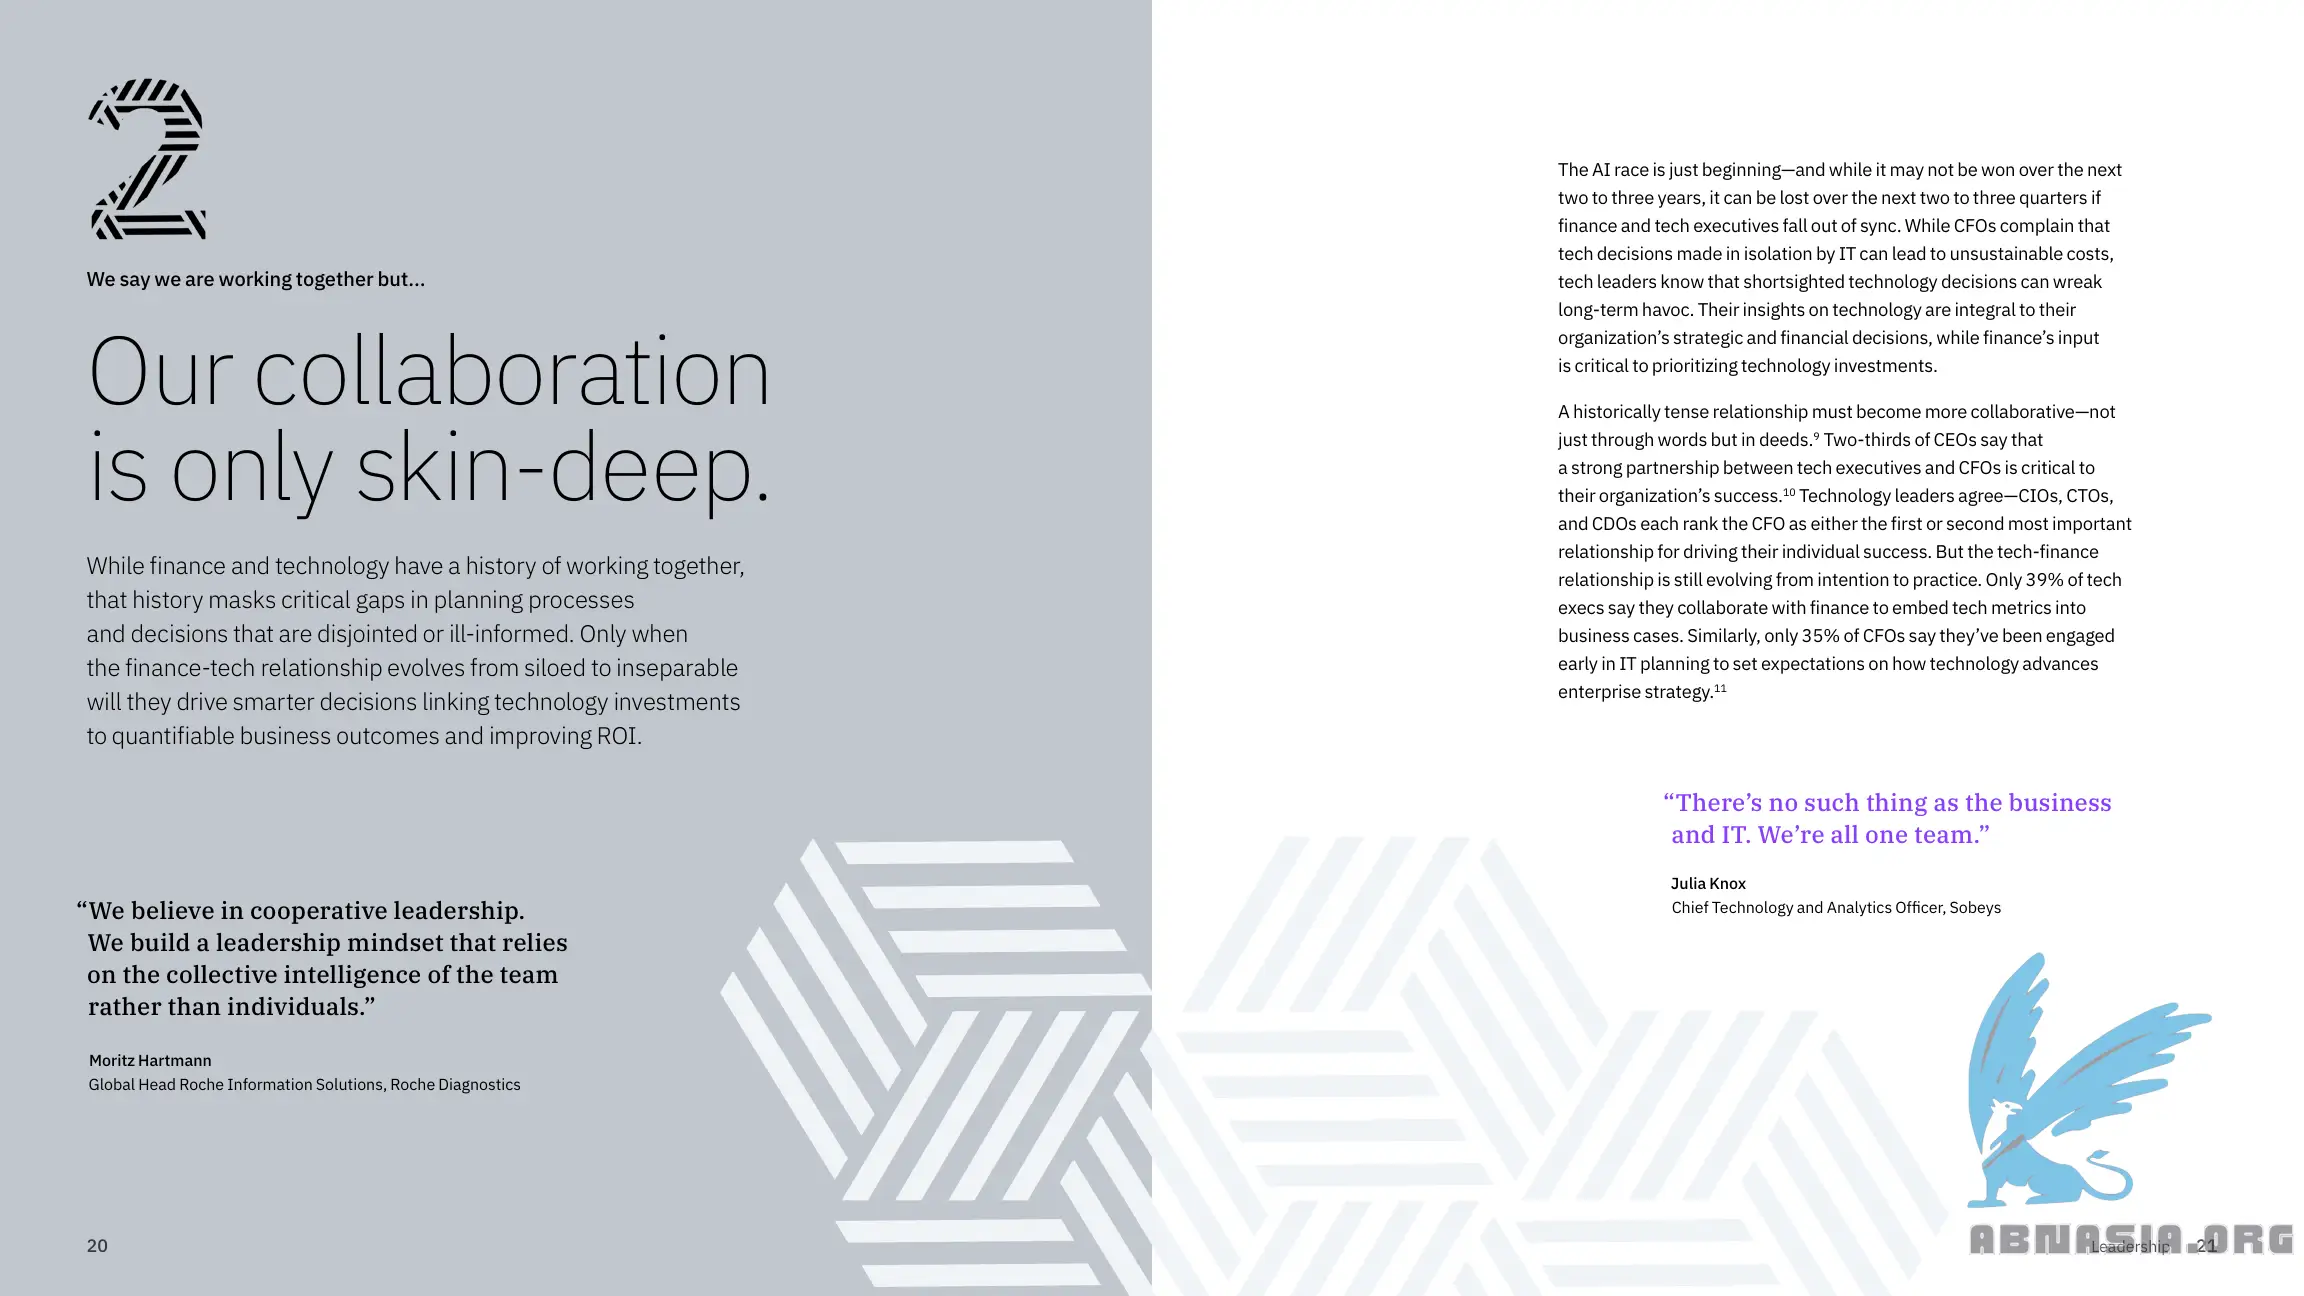 2
We say we are working together but...
Our collaboration
is only skin-deep.
While finance and technology have a history of working together,
that history masks critical gaps in planning processes
and decisions that are disjointed or ill-informed. Only when
the finance-tech relationship evolves from siloed to inseparable
will they drive smarter decisions linking technology investments
to quantifiable business outcomes and improving ROI.
“We believe in cooperative leadership.
We build a leadership mindset that relies
on the collective intelligence of the team
rather than individuals.”
Moritz Hartmann
Global Head Roche Information Solutions, Roche Diagnostics
20
The AI race is just beginning—and while it may not be won over the next
two to three years, it can be lost over the next two to three quarters if
finance and tech executives fall out of sync. While CFOs complain that
tech decisions made in isolation by IT can lead to unsustainable costs,
tech leaders know that shortsighted technology decisions can wreak
long-term havoc. Their insights on technology are integral to their
organization’s strategic and financial decisions, while finance’s input
is critical to prioritizing technology investments.
A historically tense relationship must become more collaborative—not
just through words but in deeds.⁹ Two-thirds of CEOs say that
a strong partnership between tech executives and CFOs is critical to
their organization’s success.¹⁰ Technology leaders agree—CIOs, CTOs,
and CDOs each rank the CFO as either the first or second most important
relationship for driving their individual success. But the tech-finance
relationship is still evolving from intention to practice. Only 39% of tech
execs say they collaborate with finance to embed tech metrics into
business cases. Similarly, only 35% of CFOs say they’ve been engaged
early in IT planning to set expectations on how technology advances
enterprise strategy.¹¹
“There’s no such thing as the business
and IT. We’re all one team.”
Julia Knox
Chief Technology and Analytics Officer, Sobeys
ABNASIA.ORG
Leadership 21